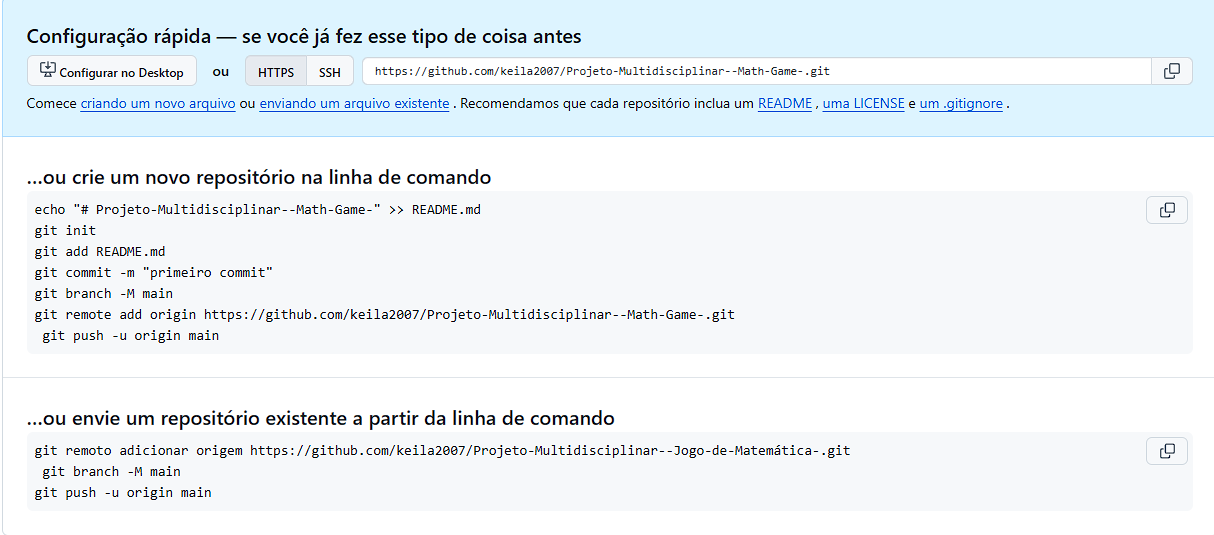 Configuração rápida — se você já fez esse tipo de coisa antes
Configurar no Desktop ou HTTPS SSH https://github.com/keila2007/Projeto-Multidisciplinar--Math-Game-.git
Comece criando um novo arquivo ou enviando um arquivo existente . Recomendamos que cada repositório inclua um README , uma LICENSE e um .gitignore .
...ou crie um novo repositório na linha de comando
echo "# Projeto-Multidisciplinar--Math-Game-" >> README.md
git init
git add README.md
git commit -m "primeiro commit"
git branch -M main
git remote add origin https://github.com/keila2007/Projeto-Multidisciplinar--Math-Game-.git
git push -u origin main
...ou envie um repositório existente a partir da linha de comando
git remoto adicionar origem https://github.com/keila2007/Projeto-Multidisciplinar--Jogo-de-Matemática-.git
git branch -M main
git push -u origin main